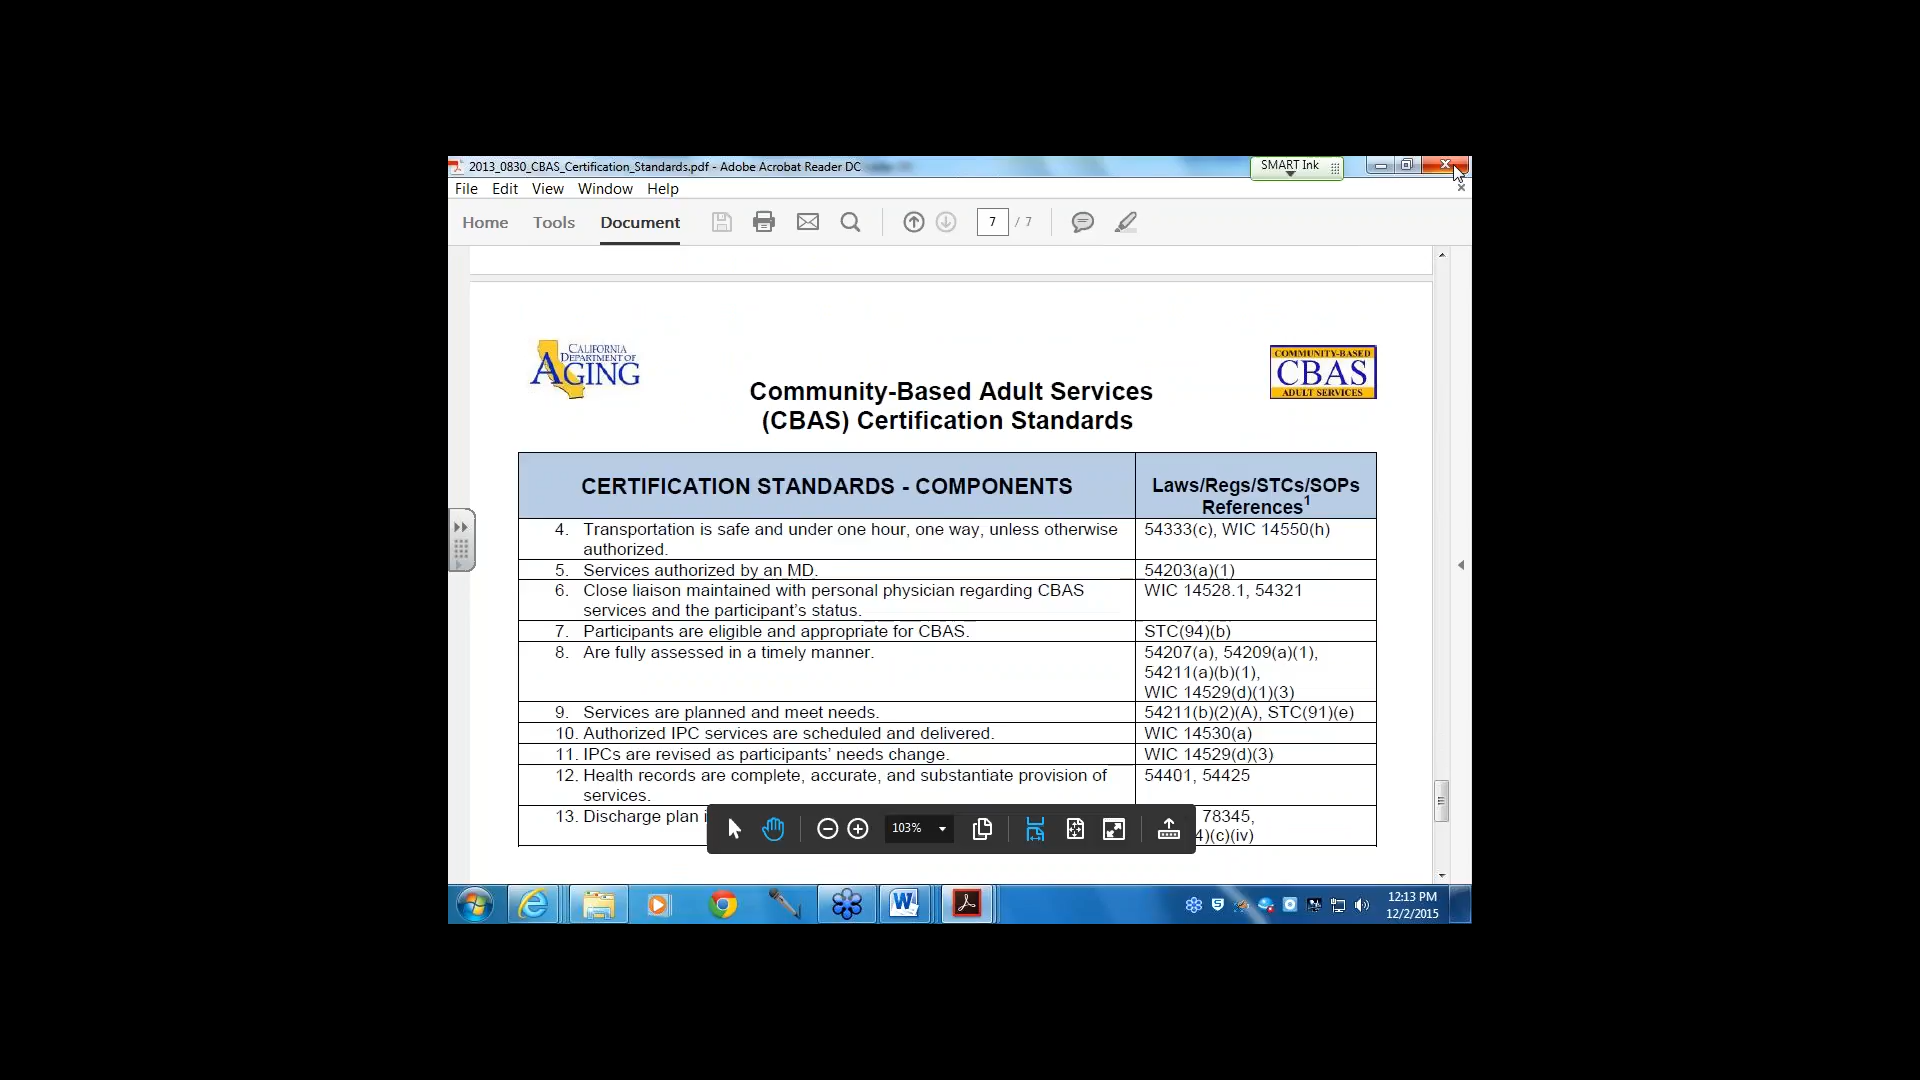 2013_0830_CBAS_Certification_Standards.pdf - Adobe Acrobat Reader DC
SMART Ink
File Edit View Window Help
Home Tools Document 7 / 7
CALIFORNIA
DEPARTMENT OF
AGING
COMMUNITY-BASED
CBAS
ADULT SERVICES
Community-Based Adult Services
(CBAS) Certification Standards
CERTIFICATION STANDARDS - COMPONENTS
Laws/Regs/STCs/SOPs
References1
4. Transportation is safe and under one hour, one way, unless otherwise
authorized.
54333(c), WIC 14550(h)
5. Services authorized by an MD.
54203(a)(1)
6. Close liaison maintained with personal physician regarding CBAS
services and the participant's status.
WIC 14528.1, 54321
7. Participants are eligible and appropriate for CBAS.
STC(94)(b)
8. Are fully assessed in a timely manner.
54207(a), 54209(a)(1),
54211(a)(b)(1),
WIC 14529(d)(1)(3)
9. Services are planned and meet needs.
54211(b)(2)(A), STC(91)(e)
10. Authorized IPC services are scheduled and delivered.
WIC 14530(a)
11. IPCs are revised as participants' needs change.
WIC 14529(d)(3)
12. Health records are complete, accurate, and substantiate provision of
services.
54401, 54425
13. Discharge plan
78345,
4)(c)(iv)
103%
12:13 PM
12/2/2015